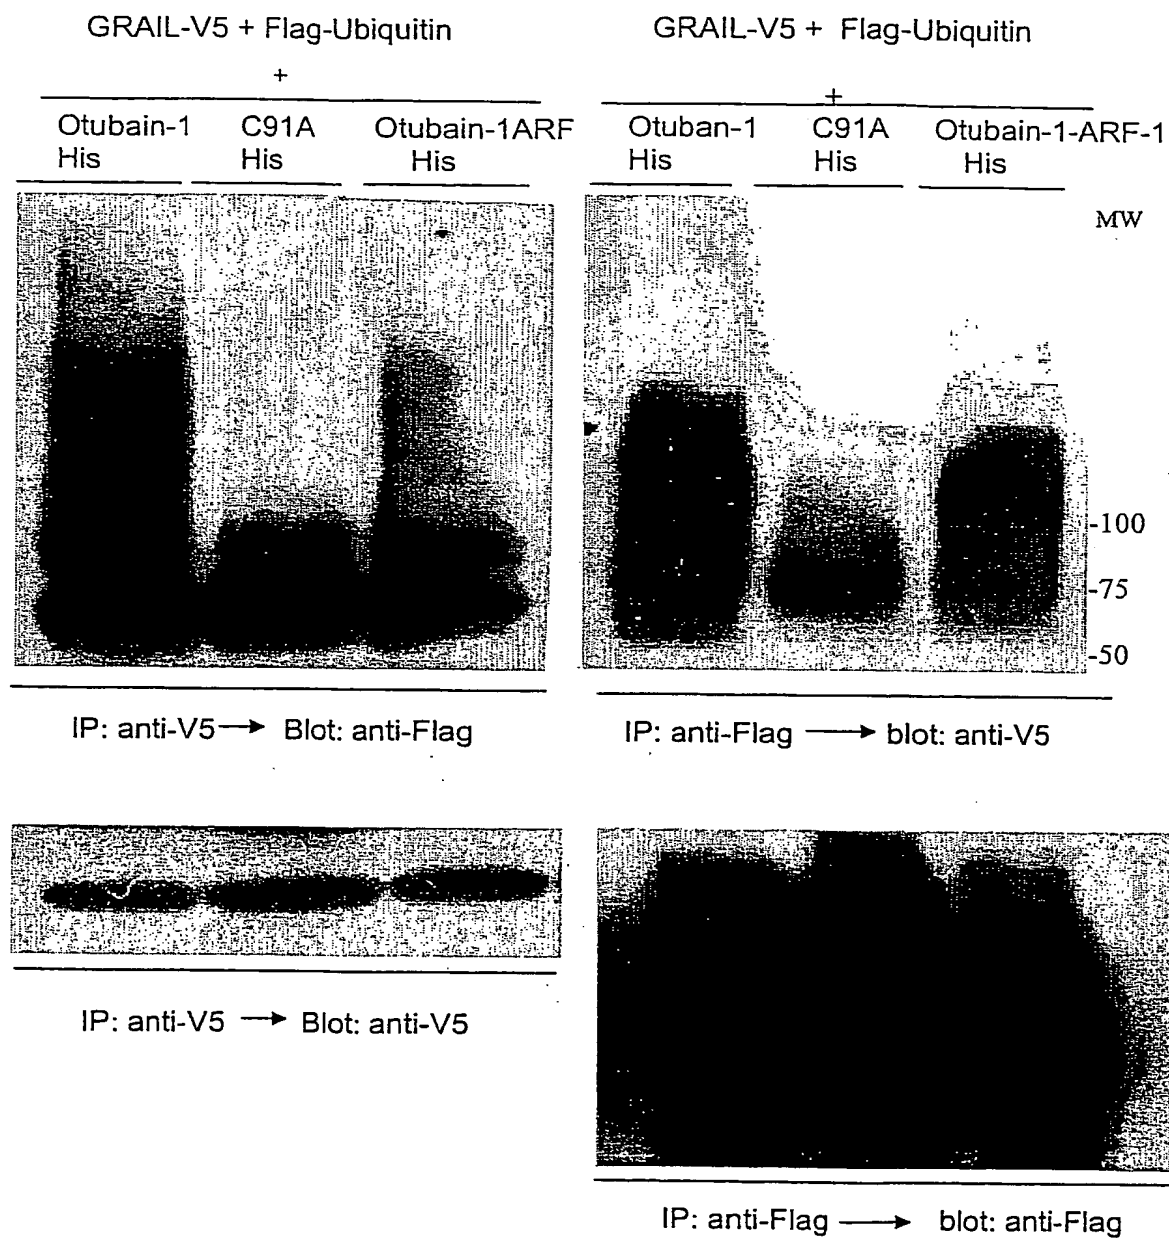 GRAIL-V5 + Flag-Ubiquitin
+
Otubain-1 C91A Otubain-1ARF
His His His
IP: anti-V5 → Blot: anti-Flag
IP: anti-V5 → Blot: anti-V5
GRAIL-V5 + Flag-Ubiquitin
+
Otuban-1 C91A Otubain-1-ARF-1
His His His
MW
-100
-75
-50
IP: anti-Flag → blot: anti-V5
IP: anti-Flag → blot: anti-Flag